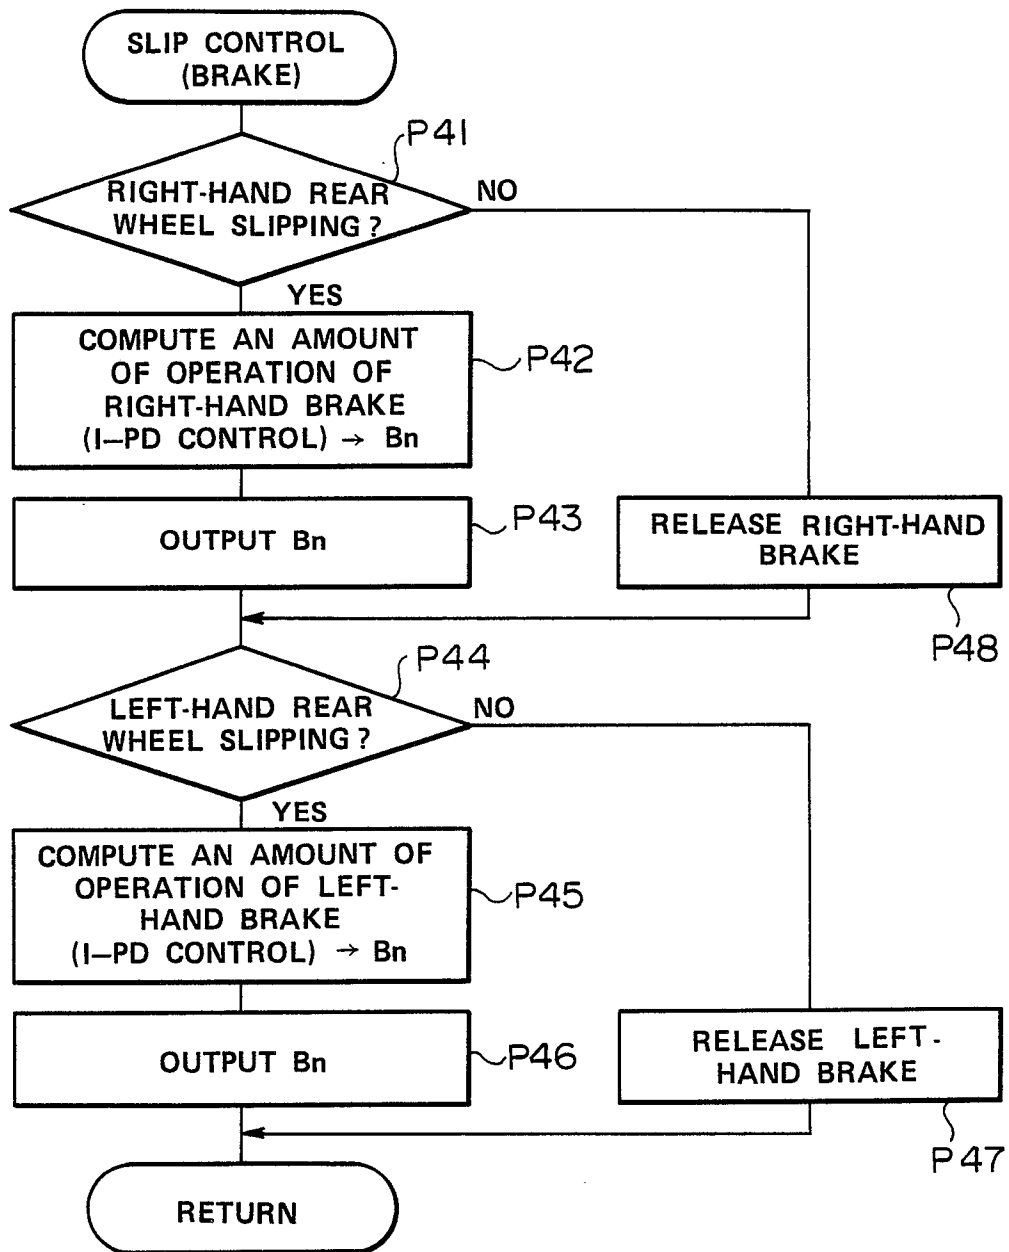 SLIP CONTROL
(BRAKE)
P41
RIGHT-HAND REAR
WHEEL SLIPPING?
NO
YES
COMPUTE AN AMOUNT
OF OPERATION OF
RIGHT-HAND BRAKE
(I-PD CONTROL) → Bn
P42
OUTPUT Bn
P43
RELEASE RIGHT-HAND
BRAKE
P48
P44
LEFT-HAND REAR
WHEEL SLIPPING?
NO
YES
COMPUTE AN AMOUNT OF
OPERATION OF LEFT-
HAND BRAKE
(I-PD CONTROL) → Bn
P45
OUTPUT Bn
P46
RELEASE LEFT-
HAND BRAKE
P47
RETURN